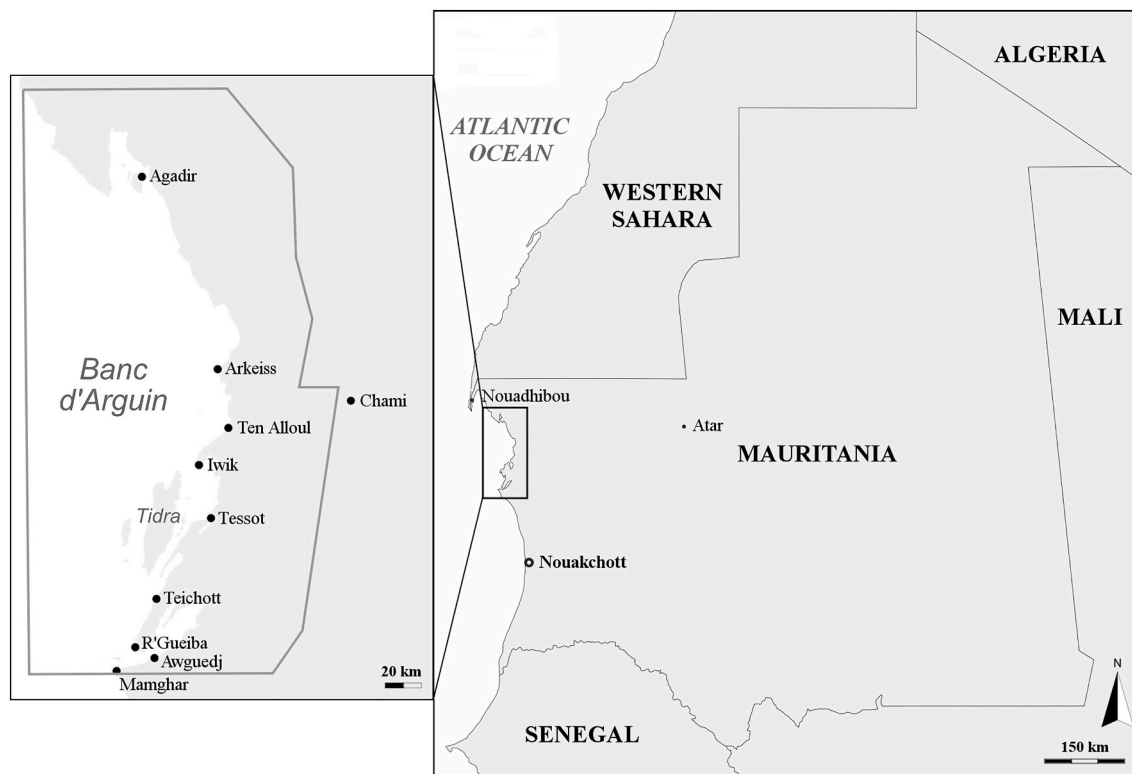 Agadir
Banc
d'Arguin
Arkeiss
Chami
Ten Alloul
Iwik
Tidra
Tessot
Teichott
R'Gueiba
Awguedj
Mamghar
20 km
ALGERIA
ATLANTIC
OCEAN
WESTERN
SAHARA
MALI
Nouadhibou
Atar
MAURITANIA
Nouakchott
SENEGAL
N
150 km